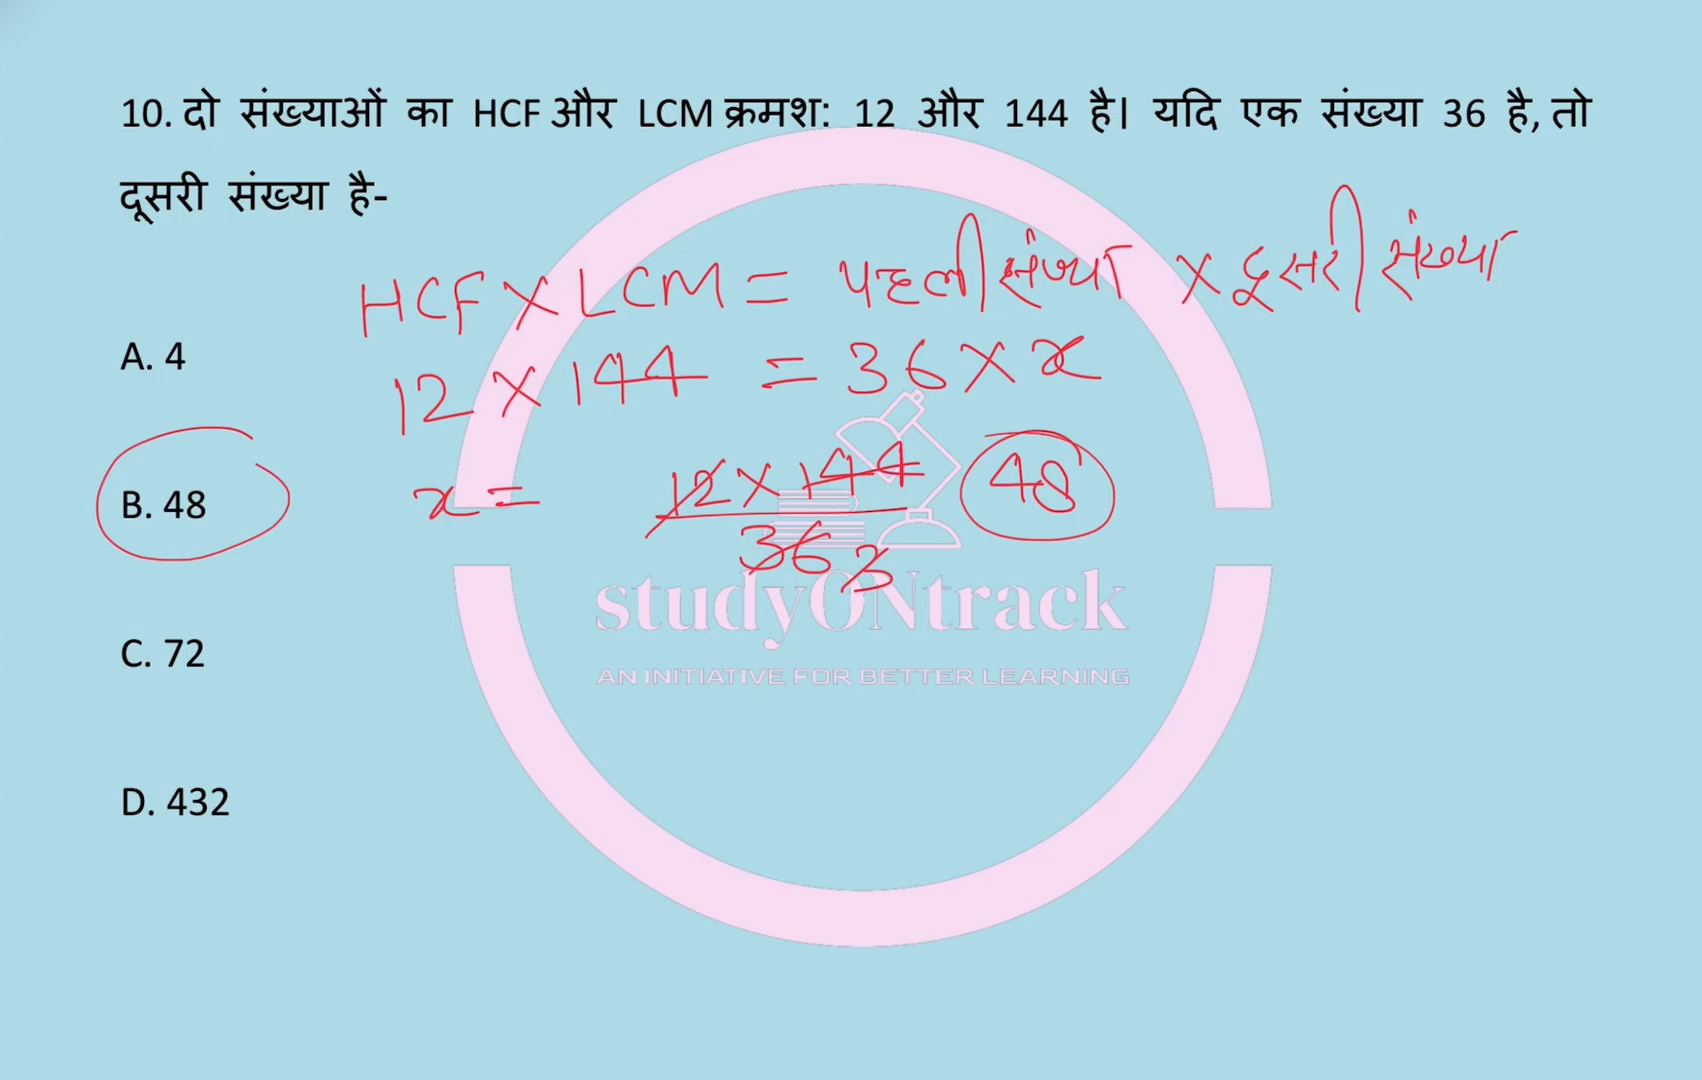 10. दो संख्याओं का HCF और LCM क्रमश: 12 और 144 है। यदि एक संख्या 36 है, तो
दूसरी संख्या है-
HCF × LCM = पहली संख्या × दुसरी संख्या
A. 4
12 × 144 = 36 × x
B. 48
x = 12 × 144 48
36 3
studyONtrack
C. 72
AN INITIATIVE FOR BETTER LEARNING
D. 432